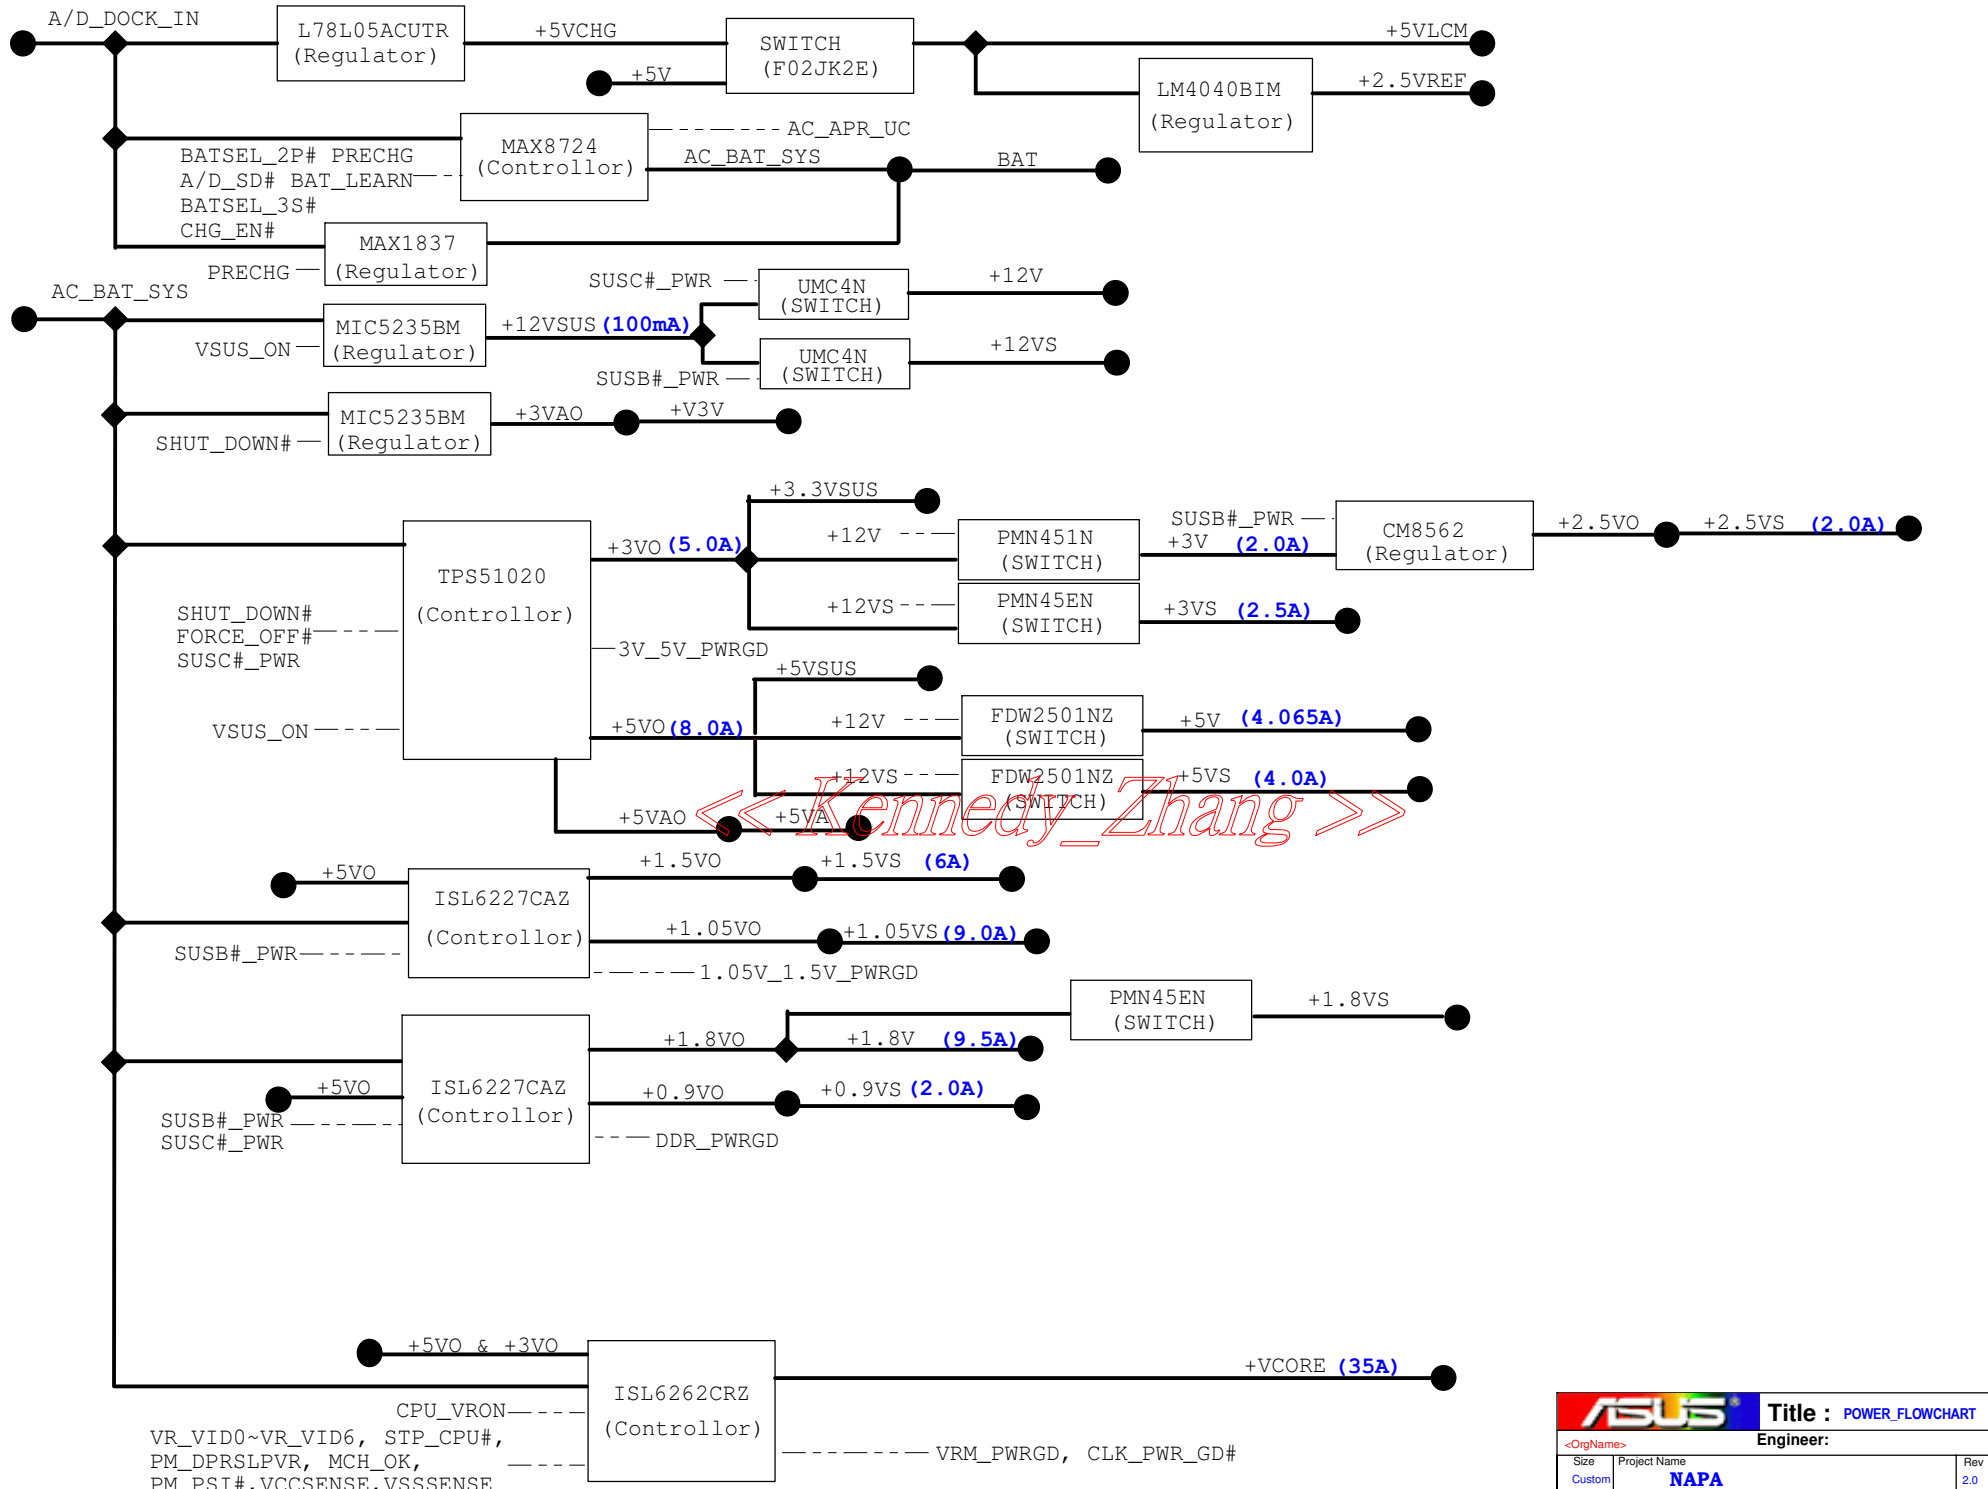 A/D_DOCK_IN
L78L05ACUTR
(Regulator)
+5VCHG
+5V
SWITCH
(F02JK2E)
+5VLCM
LM4040BIM
(Regulator)
+2.5VREF
MAX8724
(Controllor)
AC_APR_UC
AC_BAT_SYS
BAT
BATSEL_2P# PRECHG
A/D_SD# BAT_LEARN
BATSEL_3S#
CHG_EN#
MAX1837
(Regulator)
PRECHG
AC_BAT_SYS
MIC5235BM
(Regulator)
VSUS_ON
+12VSUS (100mA)
SUSC#_PWR
UMC4N
(SWITCH)
+12V
UMC4N
(SWITCH)
SUSB#_PWR
+12VS
MIC5235BM
(Regulator)
SHUT_DOWN#
+3VAO
+V3V
TPS51020
(Controllor)
SHUT_DOWN#
FORCE_OFF#
SUSC#_PWR
VSUS_ON
+3VO (5.0A)
+3.3VSUS
+12V
PMN451N
(SWITCH)
+3V (2.0A)
SUSB#_PWR
CM8562
(Regulator)
+2.5VO
+2.5VS (2.0A)
+12VS
PMN45EN
(SWITCH)
+3VS (2.5A)
3V_5V_PWRGD
+5VSUS
+5VO (8.0A)
+12V
FDW2501NZ
(SWITCH)
+5V (4.065A)
+12VS
FDW2501NZ
(SWITCH)
+5VS (4.0A)
+5VAO
+5VA
<< Kennedy_Zhang >>
+5VO
ISL6227CAZ
(Controllor)
SUSB#_PWR
+1.5VO
+1.5VS (6A)
+1.05VO
+1.05VS (9.0A)
1.05V_1.5V_PWRGD
ISL6227CAZ
(Controllor)
+5VO
SUSB#_PWR
SUSC#_PWR
+1.8VO
+1.8V (9.5A)
PMN45EN
(SWITCH)
+1.8VS
+0.9VO
+0.9VS (2.0A)
DDR_PWRGD
+5VO & +3VO
ISL6262CRZ
(Controllor)
+VCORE (35A)
CPU_VRON
VR_VID0~VR_VID6, STP_CPU#,
PM_DPRSLPVR, MCH_OK,
PM_PSI#,VCCSENSE,VSSSENSE
VRM_PWRGD, CLK_PWR_GD#
ASUS ®
Title : POWER_FLOWCHART
<OrgName>
Engineer:
Size
Custom
Project Name
NAPA
Rev
2.0